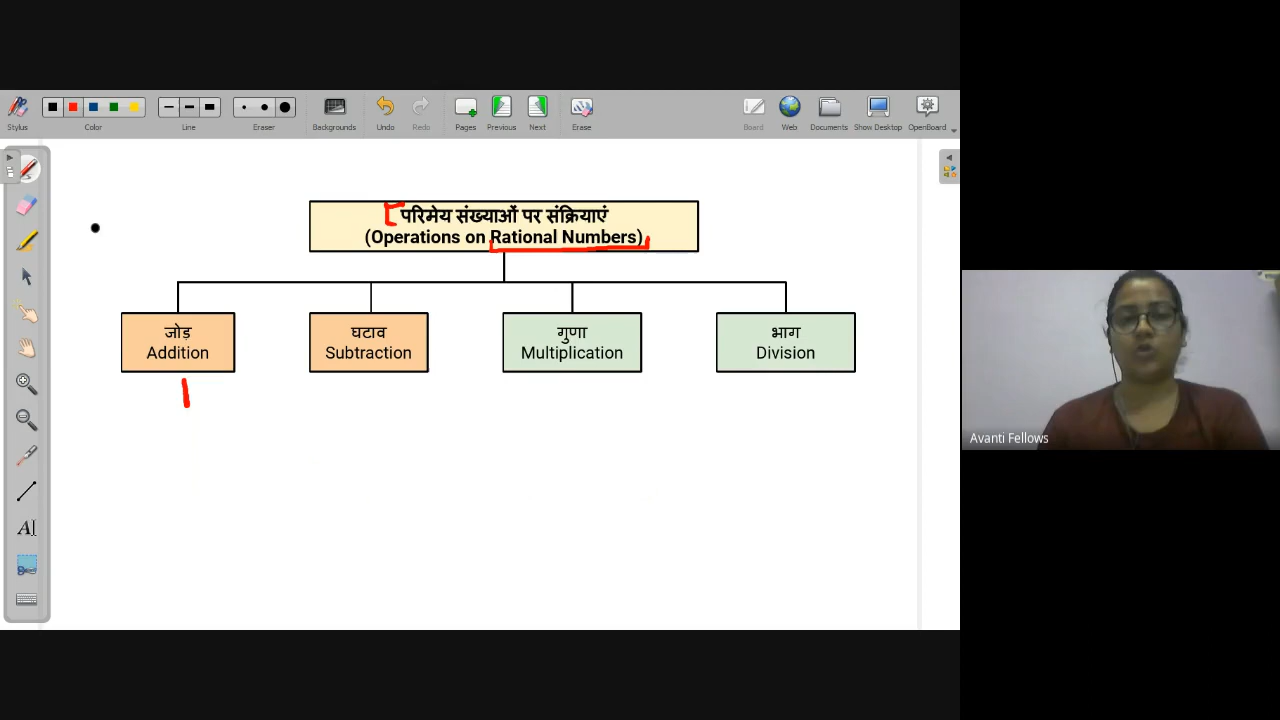 Stylus
Color
Line
Eraser
Backgrounds
Undo
Redo
Pages
Previous
Next
Erase
Board
Web
Documents
Show Desktop
OpenBoard
परिमेय संख्याओं पर संक्रियाएं
(Operations on Rational Numbers)
जोड़
Addition
घटाव
Subtraction
गुणा
Multiplication
भाग
Division
Avanti Fellows